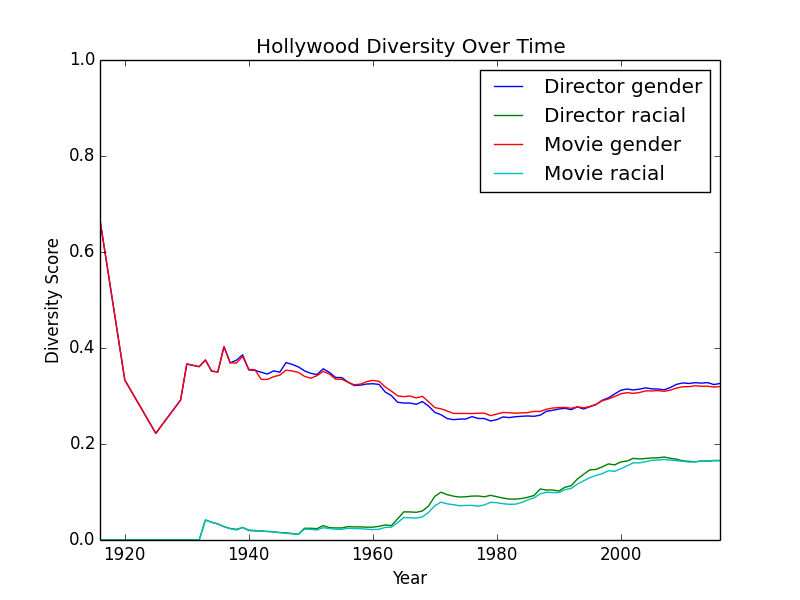 Hollywood Diversity Over Time
1.0
0.8
0.6
0.4
0.2
0.0
Diversity Score
Director gender
Director racial
Movie gender
Movie racial
1920 1940 1960 1980 2000
Year